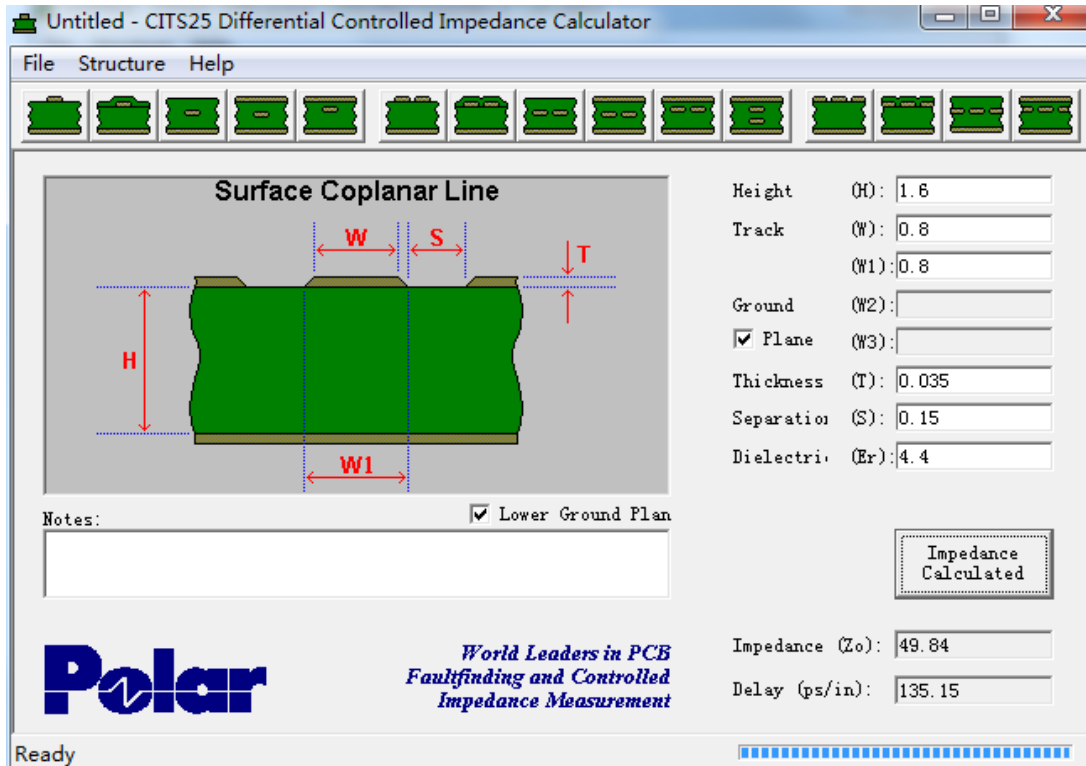 Untitled - CITS25 Differential Controlled Impedance Calculator
File Structure Help
Surface Coplanar Line
W
S
T
H
W1
Height (H): 1.6
Track (W): 0.8
(W1): 0.8
Ground (W2):
Plane (W3):
Thickness (T): 0.035
Separatio (S): 0.15
Dielectri (Er): 4.4
Notes:
Lower Ground Plan
Impedance
Calculated
Polar
World Leaders in PCB
Faultfinding and Controlled
Impedance Measurement
Impedance (Zo): 49.84
Delay (ps/in): 135.15
Ready